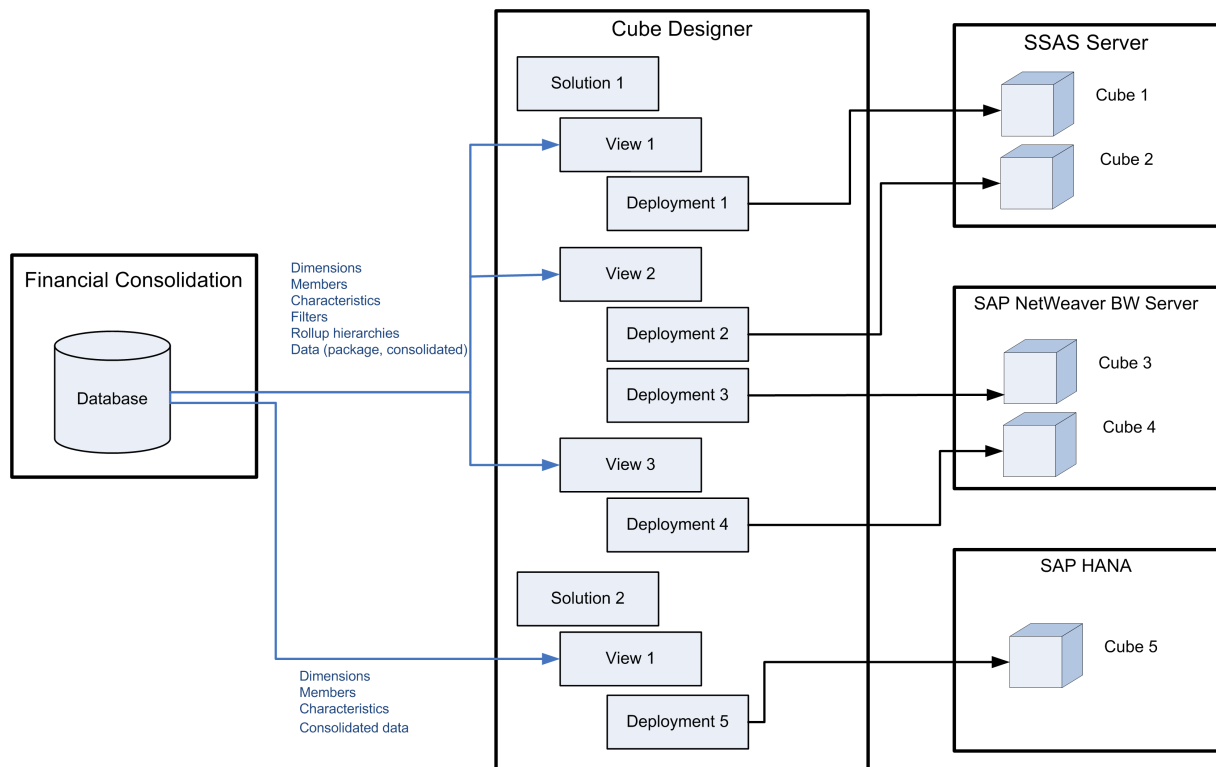 Cube Designer
SSAS Server
Solution 1
Cube 1
View 1
Cube 2
Deployment 1
Financial Consolidation
Dimensions
Members
Characteristics
Filters
Rollup hierarchies
Data (package, consolidated)
View 2
Deployment 2
SAP NetWeaver BW Server
Cube 3
Database
Deployment 3
Cube 4
View 3
Deployment 4
SAP HANA
Solution 2
View 1
Cube 5
Dimensions
Members
Characteristics
Consolidated data
Deployment 5